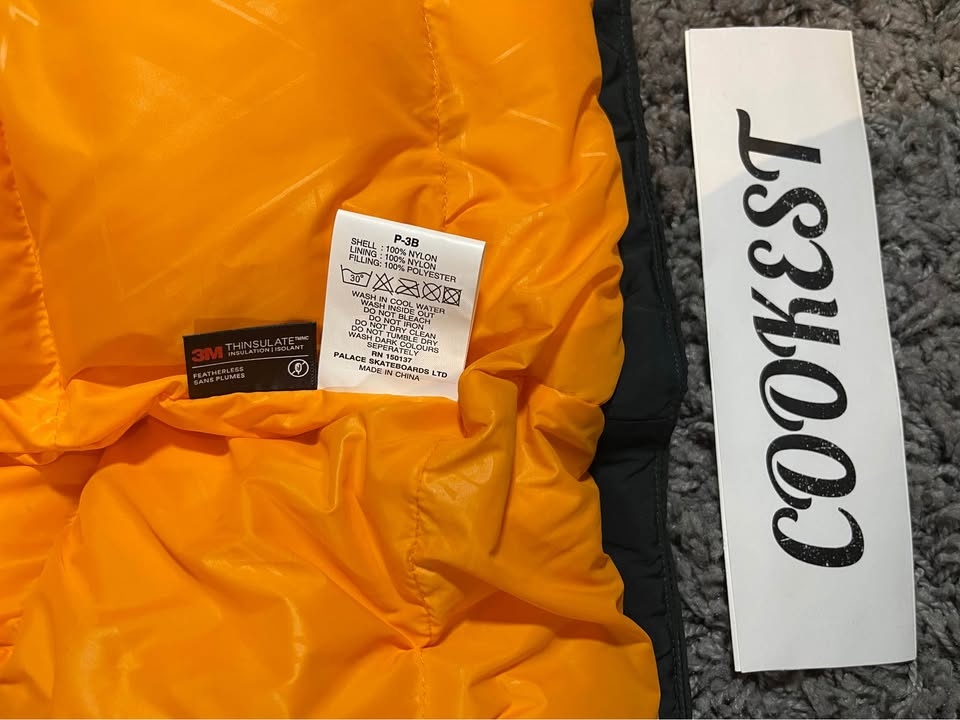 3M THINSULATE™MC
INSULATION | ISOLANT
FEATHERLESS
SANS PLUMES
P-3B
SHELL : 100% NYLON
LINING : 100% NYLON
FILLING: 100% POLYESTER
30°
WASH IN COOL WATER
WASH INSIDE OUT
DO NOT BLEACH
DO NOT IRON
DO NOT DRY CLEAN
DO NOT TUMBLE DRY
WASH DARK COLOURS
SEPERATELY
RN 150137
PALACE SKATEBOARDS LTD
MADE IN CHINA
COOKEST